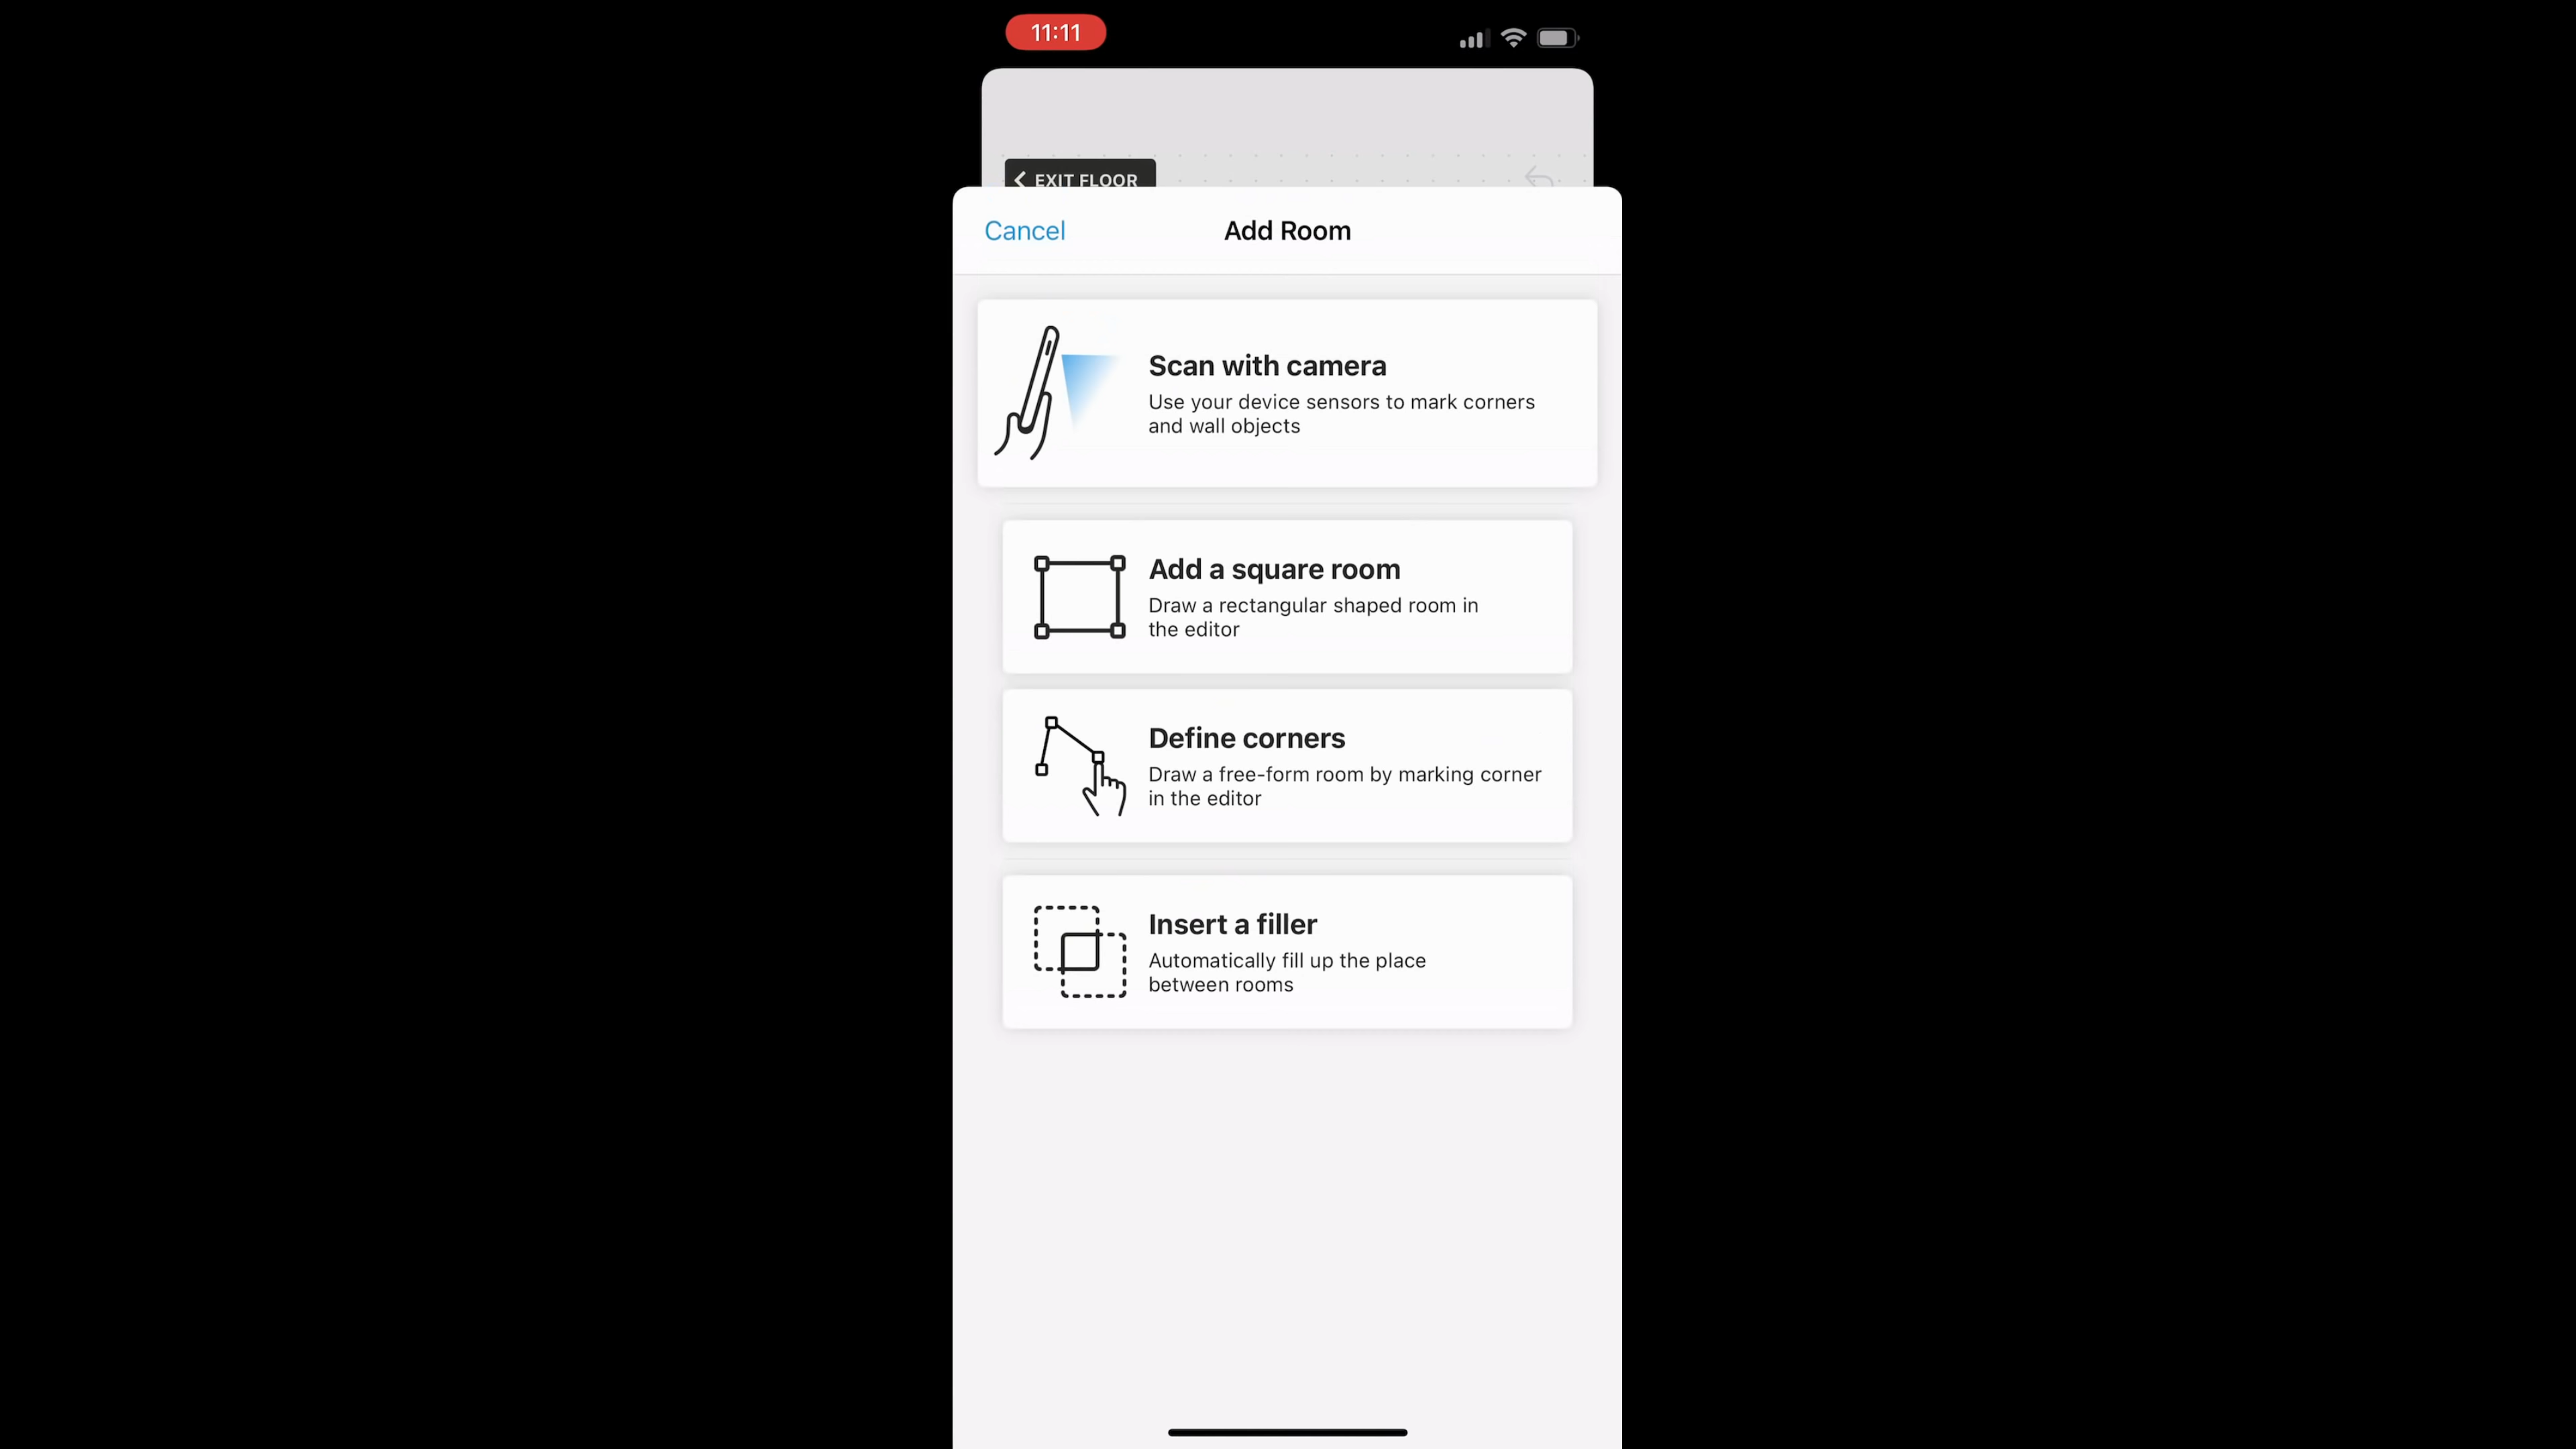 11:11
EXIT FLOOR
Cancel
Add Room
Scan with camera
Use your device sensors to mark corners
and wall objects
Add a square room
Draw a rectangular shaped room in
the editor
Define corners
Draw a free-form room by marking corner
in the editor
Insert a filler
Automatically fill up the place
between rooms